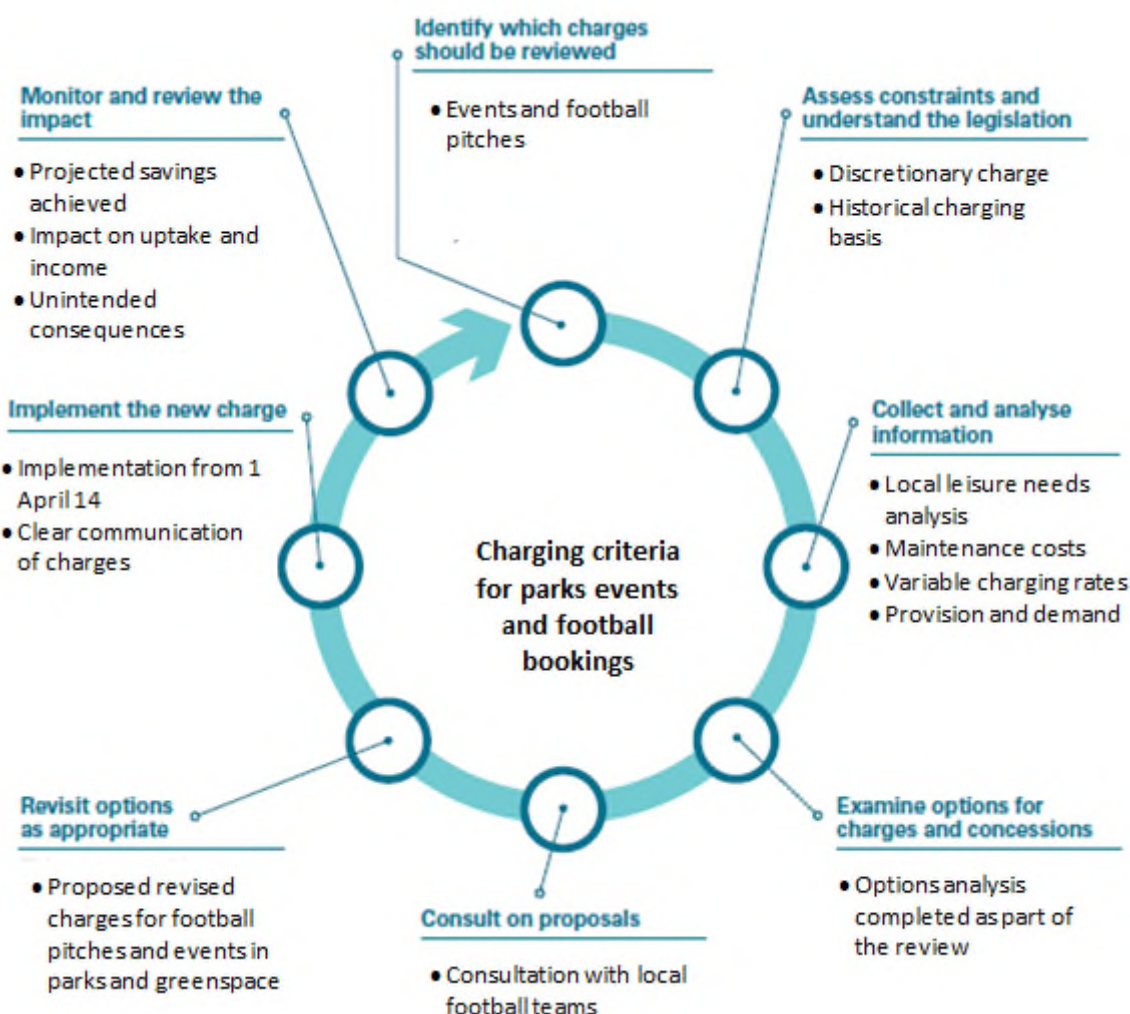 Identify which charges
should be reviewed
• Events and football
pitches
Assess constraints and
understand the legislation
• Discretionary charge
• Historical charging
basis
Collect and analyse
information
• Local leisure needs
analysis
• Maintenance costs
• Variable charging rates
• Provision and demand
Examine options for
charges and concessions
• Options analysis
completed as part of
the review
Consult on proposals
• Consultation with local
football teams
Revisit options
as appropriate
• Proposed revised
charges for football
pitches and events in
parks and greenspace
Implement the new charge
• Implementation from 1
April 14
• Clear communication
of charges
Monitor and review the
impact
• Projected savings
achieved
• Impact on uptake and
income
• Unintended
consequences
Charging criteria
for parks events
and football
bookings